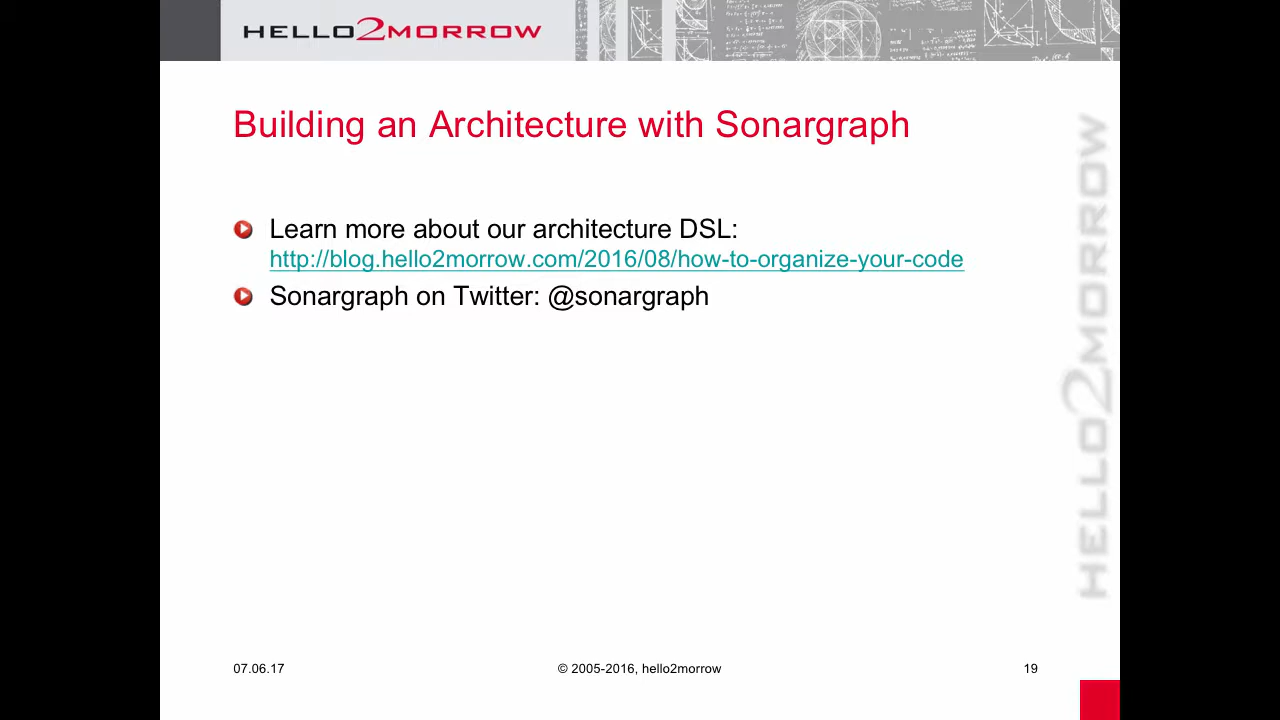 HELLO2MORROW
Building an Architecture with Sonargraph
Learn more about our architecture DSL:
http://blog.hello2morrow.com/2016/08/how-to-organize-your-code
Sonargraph on Twitter: @sonargraph
HELLO2MORROW
07.06.17
© 2005-2016, hello2morrow
19